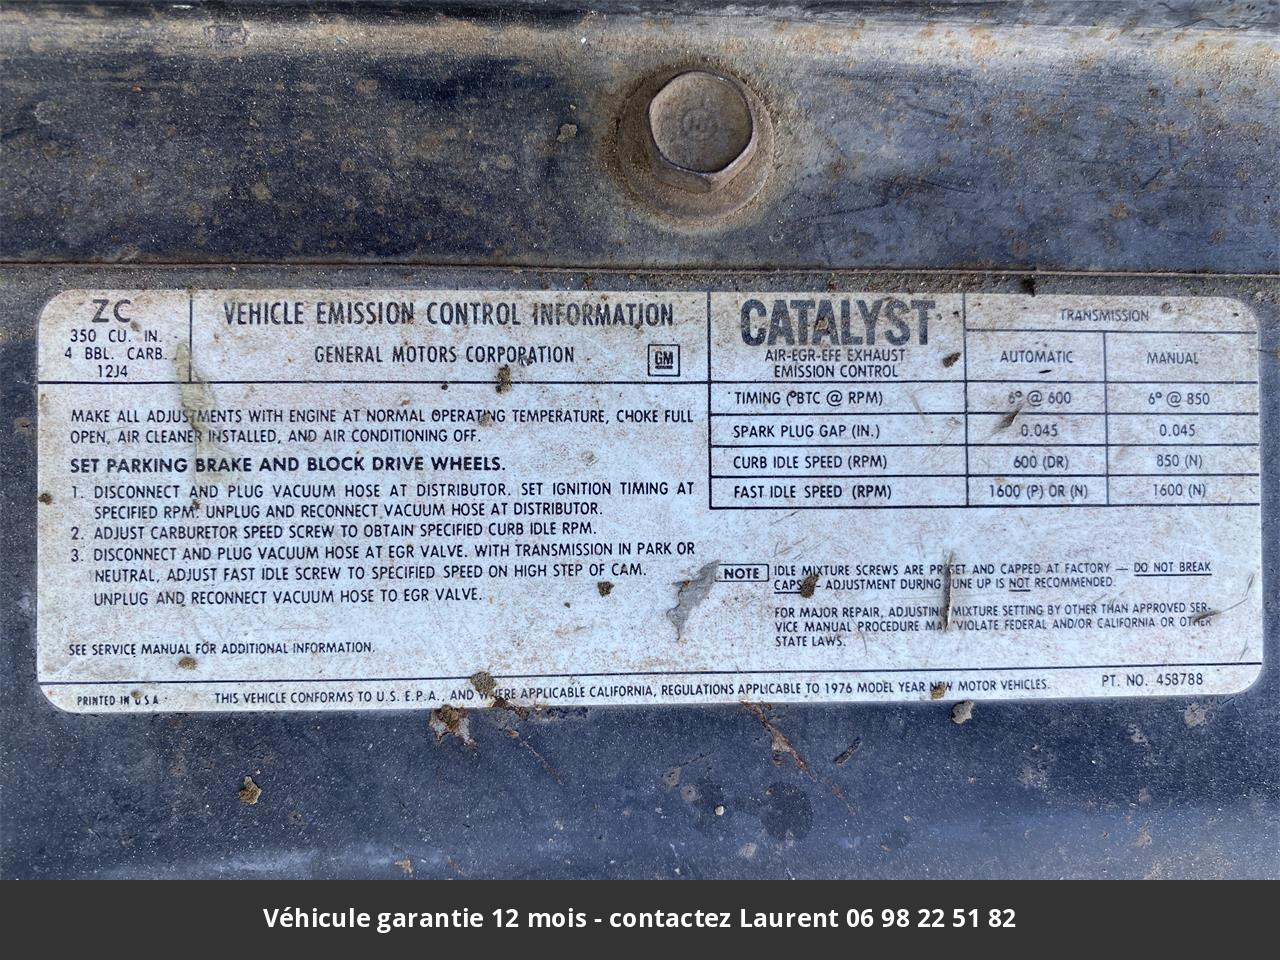 ZC
350 CU. IN.
4 BBL. CARB.
12J4
VEHICLE EMISSION CONTROL INFORMATION
GENERAL MOTORS CORPORATION
GM
MAKE ALL ADJUSTMENTS WITH ENGINE AT NORMAL OPERATING TEMPERATURE, CHOKE FULL
OPEN, AIR CLEANER INSTALLED, AND AIR CONDITIONING OFF.
SET PARKING BRAKE AND BLOCK DRIVE WHEELS.
1. DISCONNECT AND PLUG VACUUM HOSE AT DISTRIBUTOR. SET IGNITION TIMING AT
SPECIFIED RPM. UNPLUG AND RECONNECT VACUUM HOSE AT DISTRIBUTOR.
2. ADJUST CARBURETOR SPEED SCREW TO OBTAIN SPECIFIED CURB IDLE RPM.
3. DISCONNECT AND PLUG VACUUM HOSE AT EGR VALVE. WITH TRANSMISSION IN PARK OR
NEUTRAL, ADJUST FAST IDLE SCREW TO SPECIFIED SPEED ON HIGH STEP OF CAM.
UNPLUG AND RECONNECT VACUUM HOSE TO EGR VALVE.
SEE SERVICE MANUAL FOR ADDITIONAL INFORMATION.
CATALYST
AIR-EGR-EFE EXHAUST
EMISSION CONTROL
TRANSMISSION
AUTOMATIC MANUAL
TIMING (ºBTC @ RPM) 6º @ 600 6º @ 850
SPARK PLUG GAP (IN.) 0.045 0.045
CURB IDLE SPEED (RPM) 600 (DR) 850 (N)
FAST IDLE SPEED (RPM) 1600 (P) OR (N) 1600 (N)
NOTE IDLE MIXTURE SCREWS ARE PRESET AND CAPPED AT FACTORY — DO NOT BREAK
CAPS — ADJUSTMENT DURING TUNE UP IS NOT RECOMMENDED.
FOR MAJOR REPAIR, ADJUSTING MIXTURE SETTING BY OTHER THAN APPROVED SER-
VICE MANUAL PROCEDURE MAY VIOLATE FEDERAL AND/OR CALIFORNIA OR OTHER
STATE LAWS.
PRINTED IN U.S.A. THIS VEHICLE CONFORMS TO U.S. E.P.A., AND WHERE APPLICABLE CALIFORNIA, REGULATIONS APPLICABLE TO 1976 MODEL YEAR NEW MOTOR VEHICLES. PT. NO. 458788
Véhicule garantie 12 mois - contactez Laurent 06 98 22 51 82